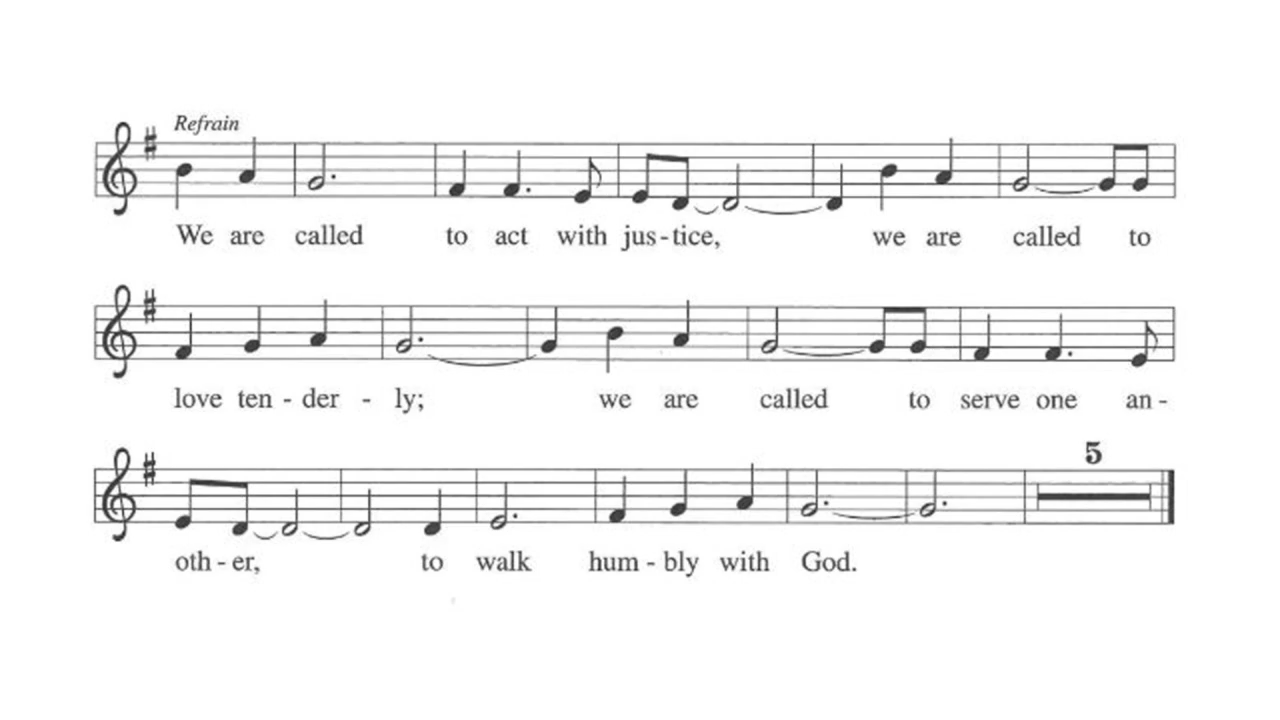 Refrain
We are called to act with jus-tice, we are called to
love ten - der - ly; we are called to serve one an-
5
oth - er, to walk hum - bly with God.